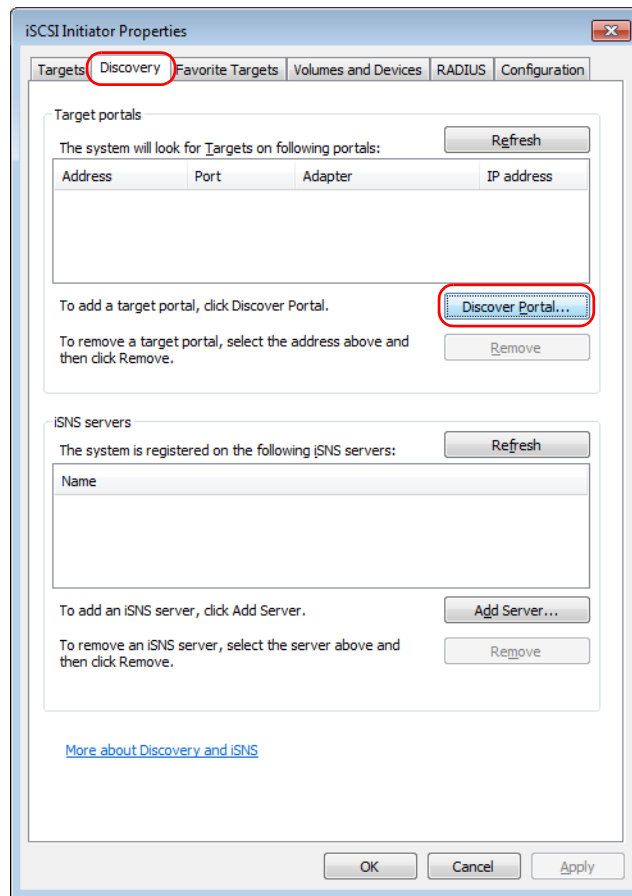 iSCSI Initiator Properties
Targets Discovery Favorite Targets Volumes and Devices RADIUS Configuration
Target portals
The system will look for Targets on following portals:
Refresh
Address Port Adapter IP address
To add a target portal, click Discover Portal.
Discover Portal...
To remove a target portal, select the address above and
then click Remove.
Remove
iSNS servers
The system is registered on the following iSNS servers:
Refresh
Name
To add an iSNS server, click Add Server.
Add Server...
To remove an iSNS server, select the server above and
then click Remove.
Remove
More about Discovery and iSNS
OK Cancel Apply